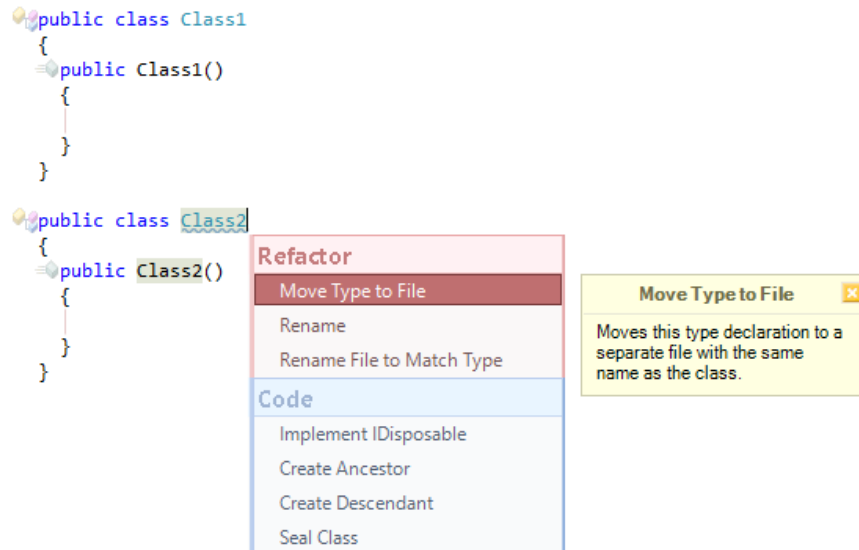 public class Class1
{
public Class1()
{
}
}
public class Class2
{
public Class2()
{
}
}
Refactor
Move Type to File
Rename
Rename File to Match Type
Code
Implement IDisposable
Create Ancestor
Create Descendant
Seal Class
Move Type to File
Moves this type declaration to a
separate file with the same
name as the class.